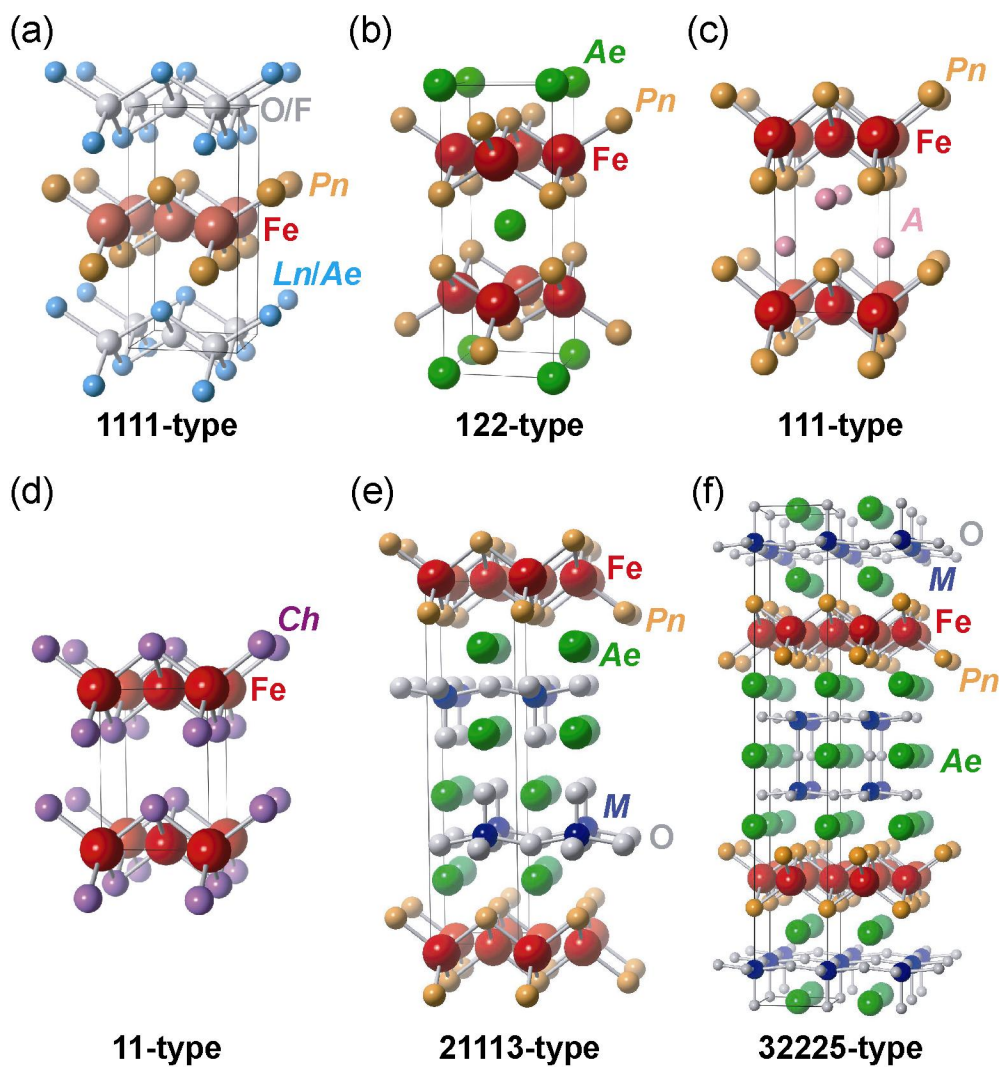 (a)
O/F
Pn
Fe
Ln/Ae
1111-type
(b)
Ae
Pn
Fe
122-type
(c)
Pn
Fe
A
111-type
(d)
Ch
Fe
11-type
(e)
Fe
Pn
Ae
M
O
21113-type
(f)
O
M
Fe
Pn
Ae
32225-type